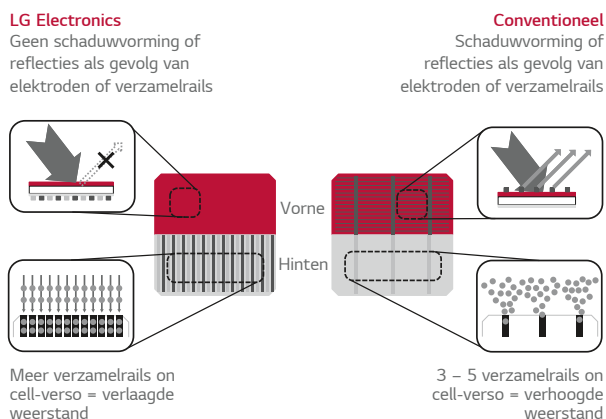 LG Electronics
Geen schaduwvorming of
reflecties als gevolg van
elektroden of verzamelrails
Conventioneel
Schaduwvorming of
reflecties als gevolg van
elektroden of verzamelrails
Vorne
Hinten
Meer verzamelrails on
cell-verso = verlaagde
weerstand
3 – 5 verzamelrails on
cell-verso = verhoogde
weerstand